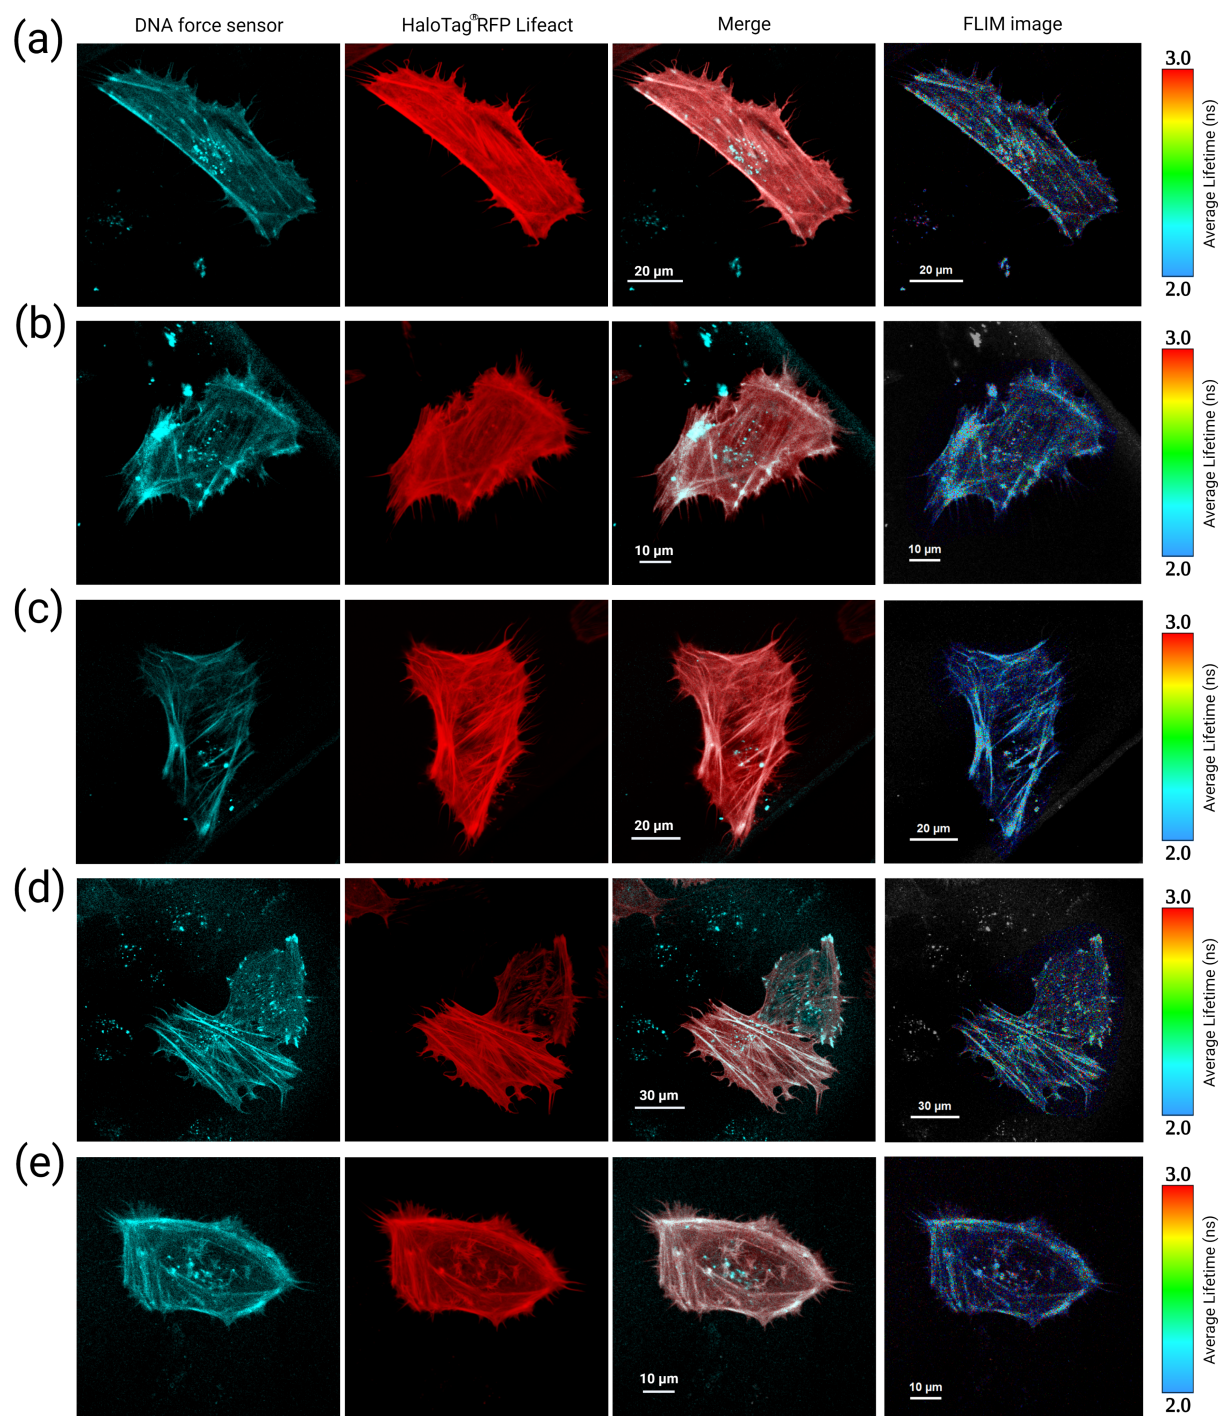 DNA force sensor HaloTag®RFP Lifeact Merge FLIM image
(a)
3.0
Average Lifetime (ns)
2.0
20 µm 20 µm
(b)
3.0
Average Lifetime (ns)
2.0
10 µm 10 µm
(c)
3.0
Average Lifetime (ns)
2.0
20 µm 20 µm
(d)
3.0
Average Lifetime (ns)
2.0
30 µm 30 µm
(e)
3.0
Average Lifetime (ns)
2.0
10 µm 10 µm